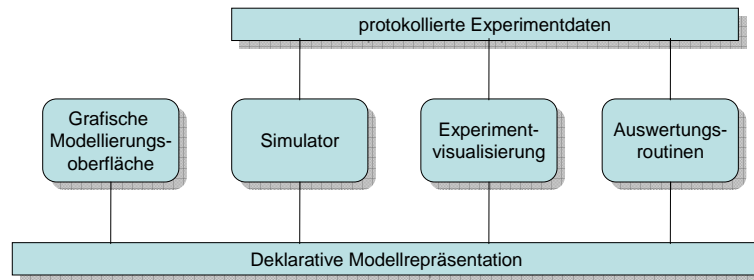 protokollierte Experimentdaten
Grafische
Modellierungs-
oberfläche
Simulator
Experiment-
visualisierung
Auswertungs-
routinen
Deklarative Modellrepräsentation